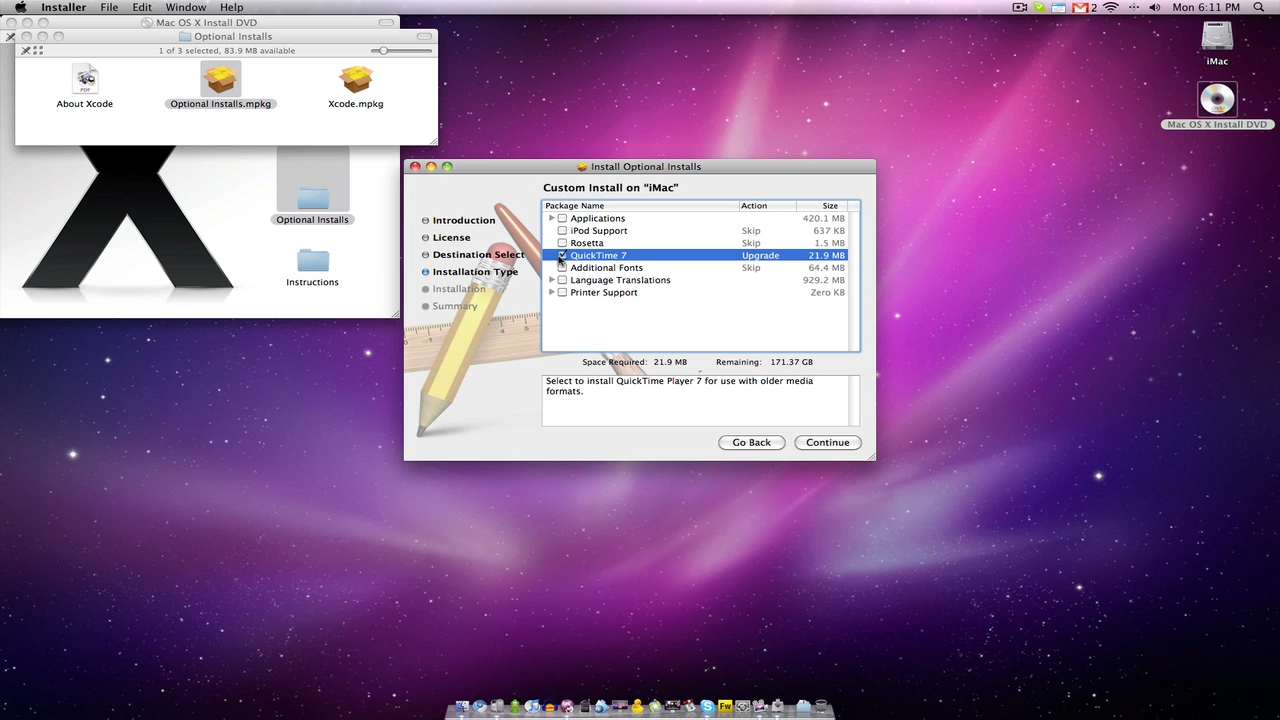 Installer File Edit Window Help
2 Mon 6:11 PM
Mac OS X Install DVD
Optional Installs
1 of 3 selected, 83.9 MB available
PDF
About Xcode
Optional Installs.mpkg
Xcode.mpkg
Optional Installs
Instructions
iMac
Mac OS X Install DVD
Install Optional Installs
Custom Install on “iMac”
Introduction
License
Destination Select
Installation Type
Installation
Summary
Package Name Action Size
Applications 420.1 MB
iPod Support Skip 637 KB
Rosetta Skip 1.5 MB
QuickTime 7 Upgrade 21.9 MB
Additional Fonts Skip 64.4 MB
Language Translations 929.2 MB
Printer Support Zero KB
Space Required: 21.9 MB Remaining: 171.37 GB
Select to install QuickTime Player 7 for use with older media
formats.
Go Back Continue
4 5
Fw